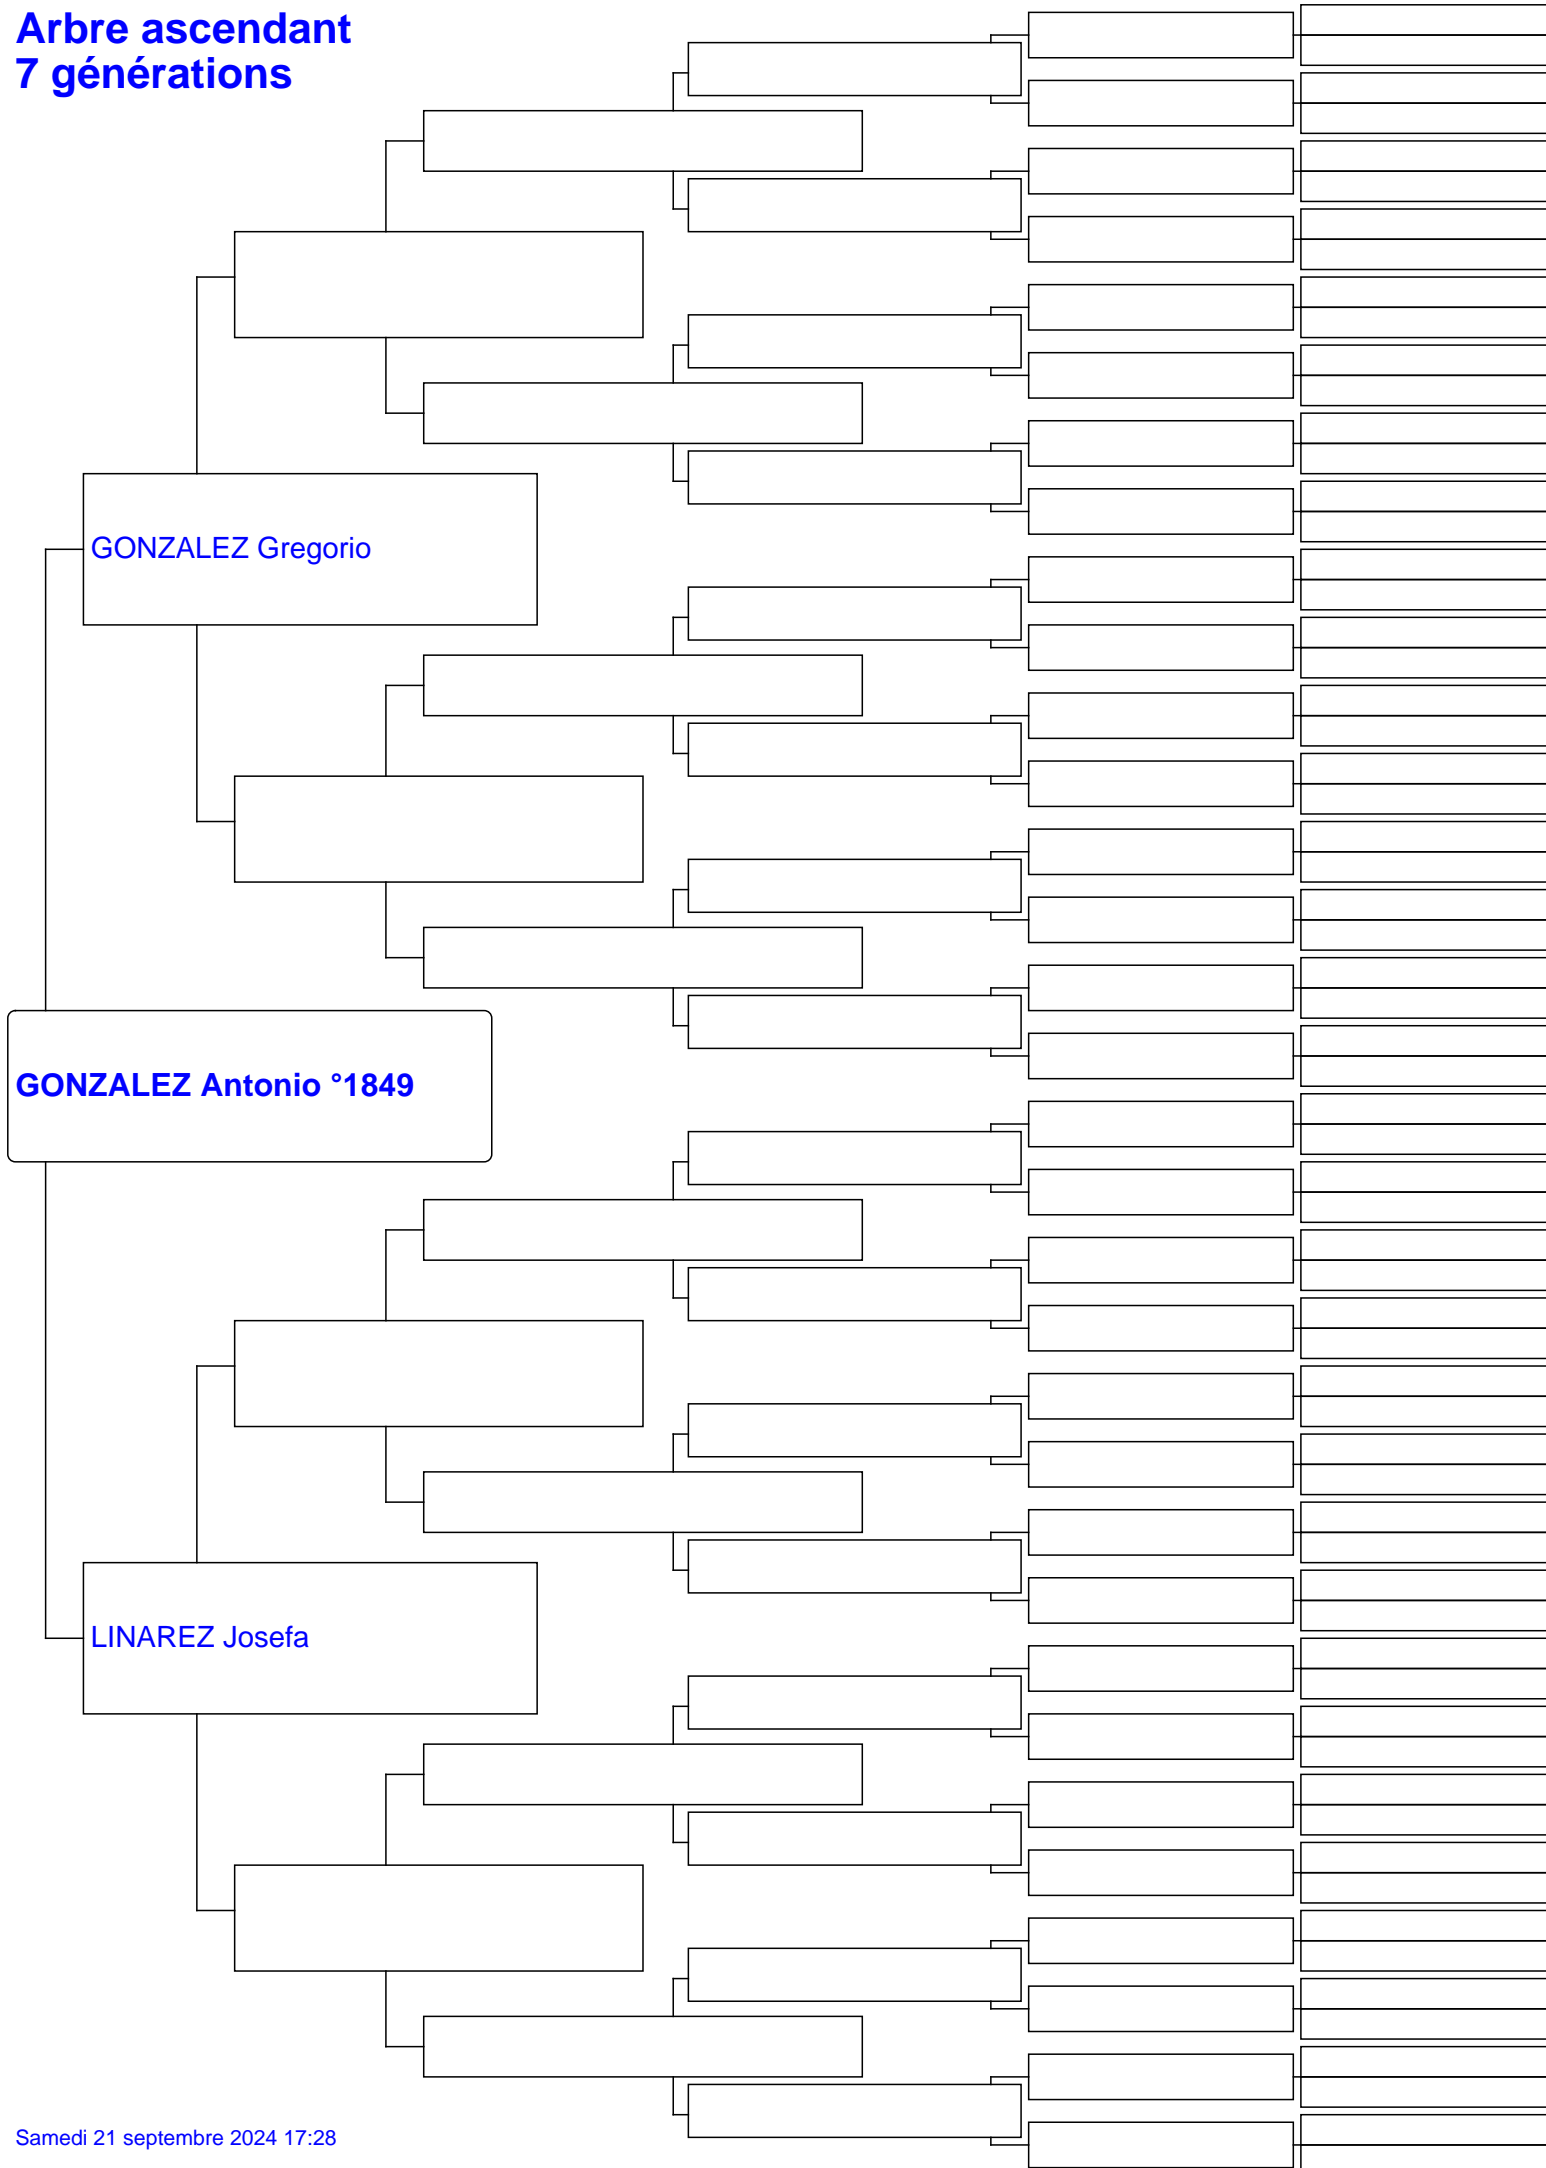 Arbre ascendant
7 générations
GONZALEZ Gregorio
GONZALEZ Antonio °1849
LINAREZ Josefa
Samedi 21 septembre 2024 17:28